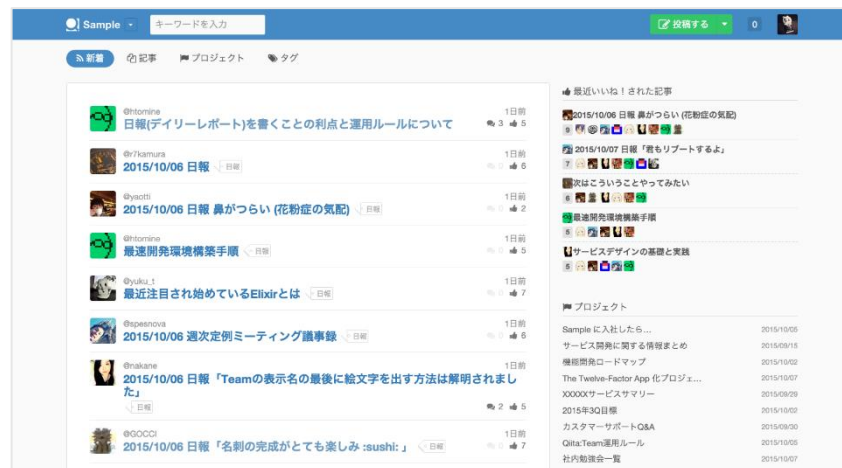 Sample
キーワードを入力
投稿する
0
新着 記事 プロジェクト タグ
@htomine 1日前
日報(デイリーレポート)を書くことの利点と運用ルールについて 3 5
@r7kamura 1日前
2015/10/06 日報 日報 0 6
@yaotti 1日前
2015/10/06 日報 鼻がつらい (花粉症の気配) 日報 0 2
@htomine 1日前
最速開発環境構築手順 日報 0 5
@yuku_t 1日前
最近注目され始めているElixirとは 日報 0 7
@spesnova 1日前
2015/10/06 週次定例ミーティング議事録 日報 0 6
@nakane 1日前
2015/10/06 日報「Teamの表示名の最後に絵文字を出す方法は解明されまし
た」
日報 2 5
@GOCCI 1日前
2015/10/06 日報「名刺の完成がとても楽しみ :sushi: 」 日報 0 7
最近いいね！された記事
2015/10/06 日報 鼻がつらい (花粉症の気配)
9
2015/10/07 日報「君もリブートするよ」
7
次はこういうことやってみたい
6
最速開発環境構築手順
5
サービスデザインの基礎と実践
5
プロジェクト
Sample に入社したら... 2015/10/05
サービス開発に関する情報まとめ 2015/09/15
機能開発ロードマップ 2015/10/02
The Twelve-Factor App 化プロジェ... 2015/10/07
XXXXXサービスサマリー 2015/09/29
2015年3Q目標 2015/10/02
カスタマーサポートQ&A 2015/09/30
Qiita:Team運用ルール 2015/10/05
社内勉強会一覧 2015/10/07